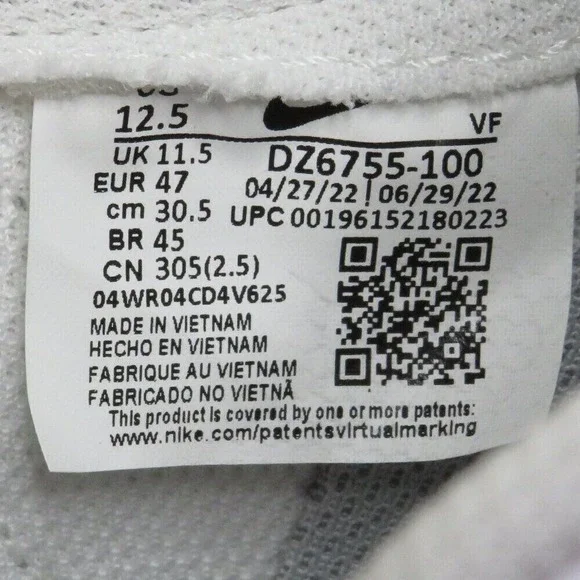 12.5
VF
UK 11.5
DZ6755-100
EUR 47
04/27/22 | 06/29/22
cm 30.5
UPC 00196152180223
BR 45
CN 305(2.5)
04WR04CD4V625
MADE IN VIETNAM
HECHO EN VIETNAM
FABRIQUE AU VIETNAM
FABRICADO NO VIETNÃ
This product is covered by one or more patents:
www.nike.com/patentsvirtualmarking